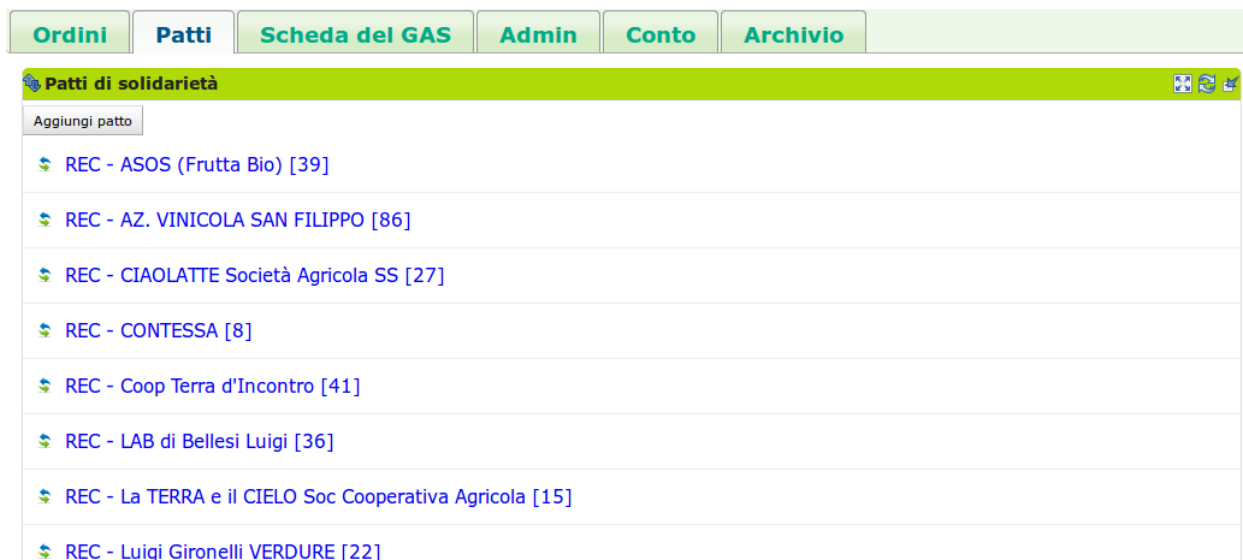 Ordini Patti Scheda del GAS Admin Conto Archivio
Patti di solidarietà
Aggiungi patto
REC - ASOS (Frutta Bio) [39]
REC - AZ. VINICOLA SAN FILIPPO [86]
REC - CIAOLATTE Società Agricola SS [27]
REC - CONTESSA [8]
REC - Coop Terra d'Incontro [41]
REC - LAB di Bellesi Luigi [36]
REC - La TERRA e il CIELO Soc Cooperativa Agricola [15]
REC - Luigi Gironelli VERDURE [22]